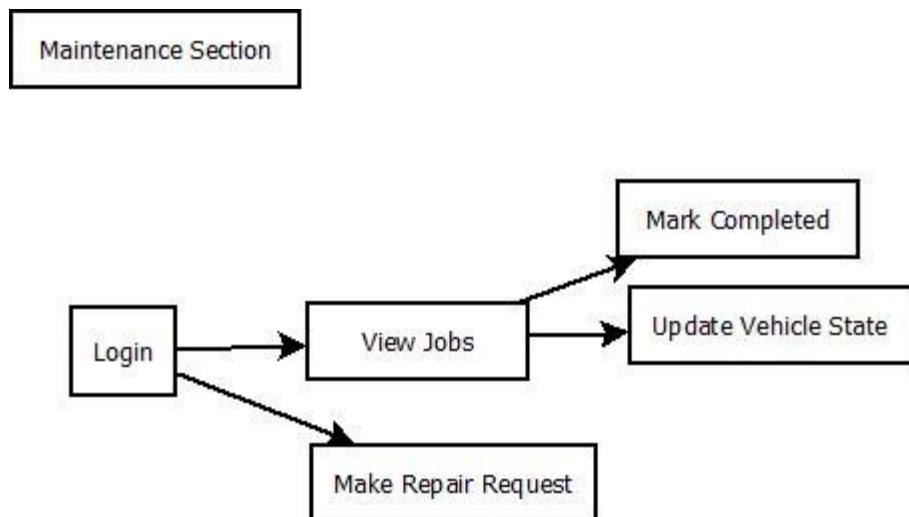 Maintenance Section
Mark Completed
Update Vehicle State
Login
View Jobs
Make Repair Request